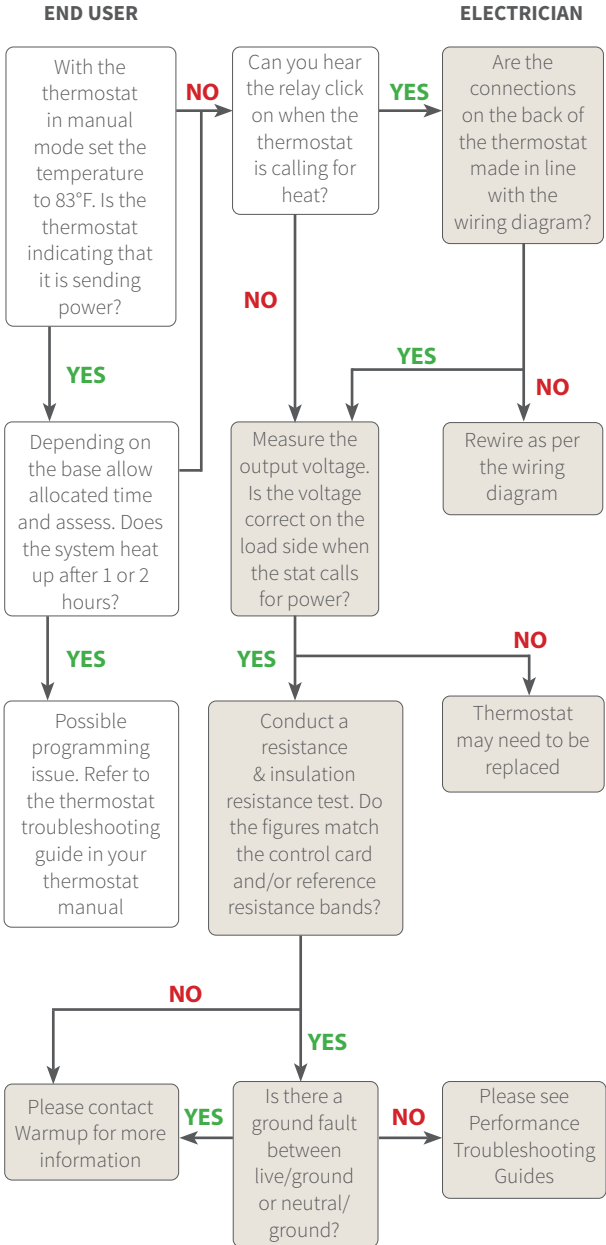 END USER
ELECTRICIAN
With the
thermostat
in manual
mode set the
temperature
to 83°F. Is the
thermostat
indicating that
it is sending
power?
NO
Can you hear
the relay click
on when the
thermostat
is calling for
heat?
YES
Are the
connections
on the back of
the thermostat
made in line
with the
wiring diagram?
YES
NO
YES
NO
Depending on
the base allow
allocated time
and assess. Does
the system heat
up after 1 or 2
hours?
Measure the
output voltage.
Is the voltage
correct on the
load side when
the stat calls
for power?
Rewire as per
the wiring
diagram
YES
YES
NO
Possible
programming
issue. Refer to
the thermostat
troubleshooting
guide in your
thermostat
manual
Conduct a
resistance
& insulation
resistance test. Do
the figures match
the control card
and/or reference
resistance bands?
Thermostat
may need to be
replaced
NO
YES
Please contact
Warmup for more
information
YES
Is there a
ground fault
between
live/ground
or neutral/
ground?
NO
Please see
Performance
Troubleshooting
Guides